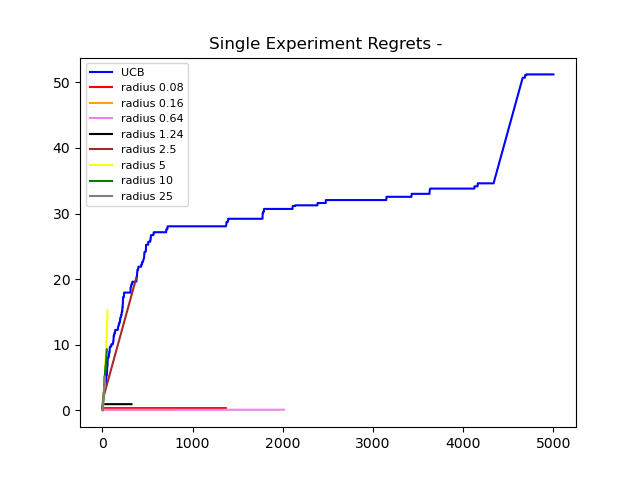 Single Experiment Regrets -
50
40
30
20
10
0
UCB
radius 0.08
radius 0.16
radius 0.64
radius 1.24
radius 2.5
radius 5
radius 10
radius 25
0 1000 2000 3000 4000 5000